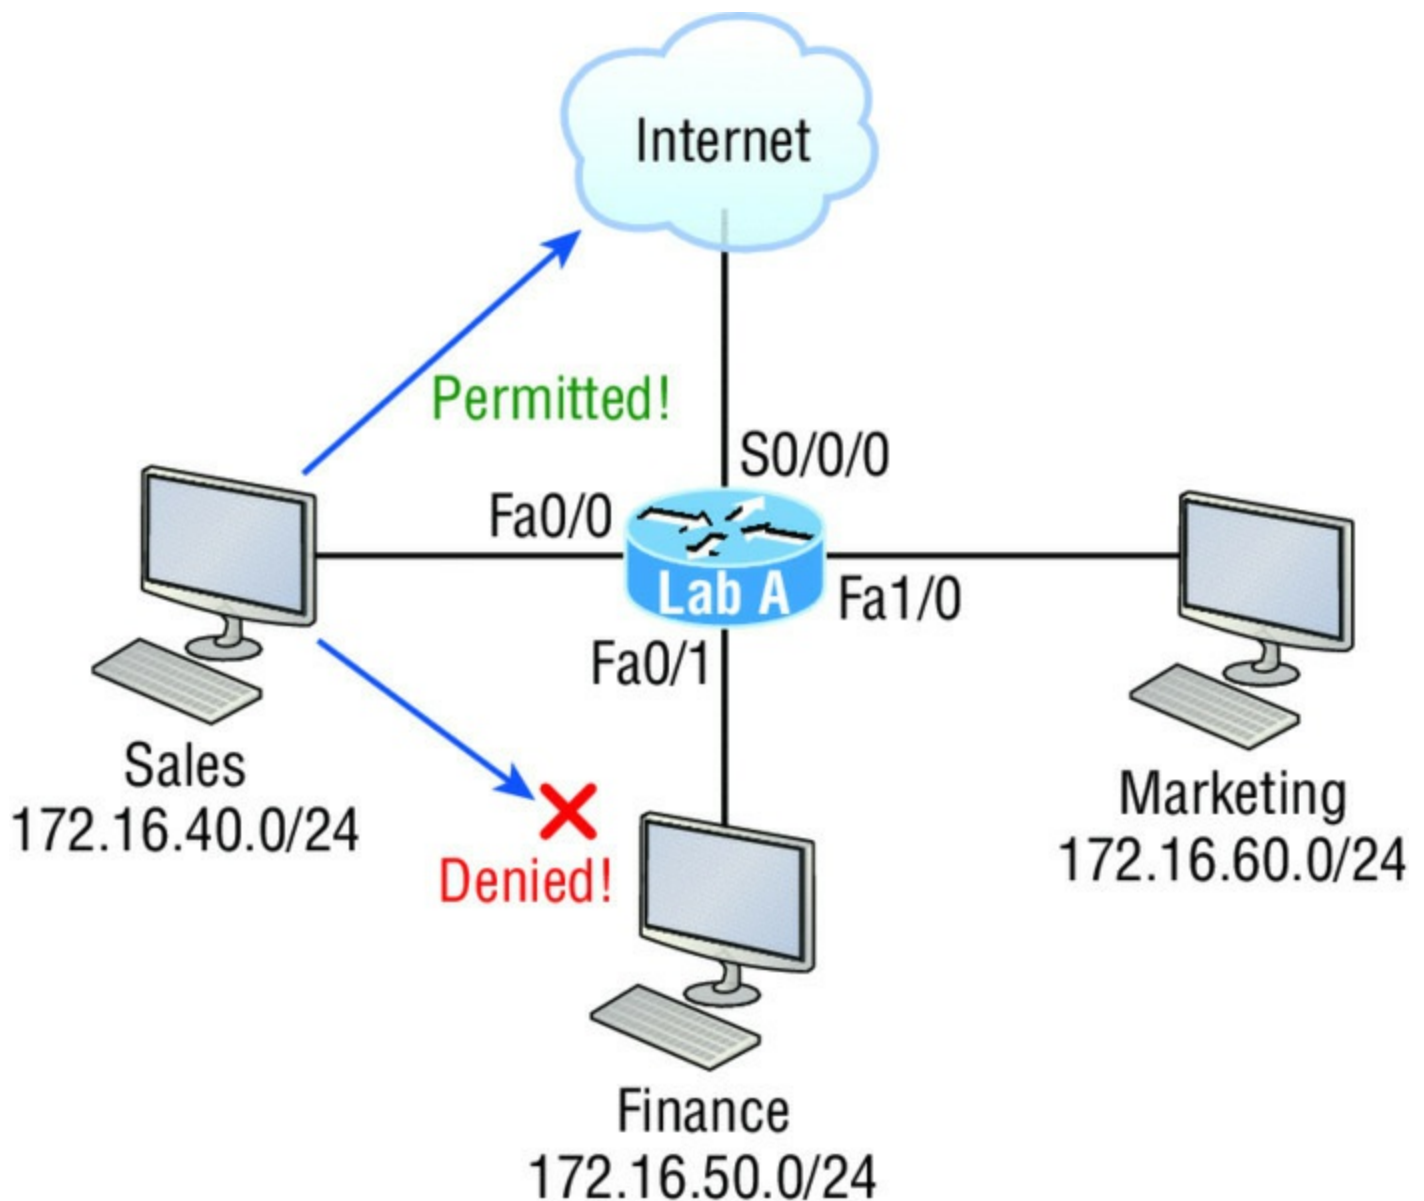 Internet
Permitted!
S0/0/0
Fa0/0
Lab A
Fa1/0
Fa0/1
Sales
172.16.40.0/24
Marketing
172.16.60.0/24
Denied!
Finance
172.16.50.0/24